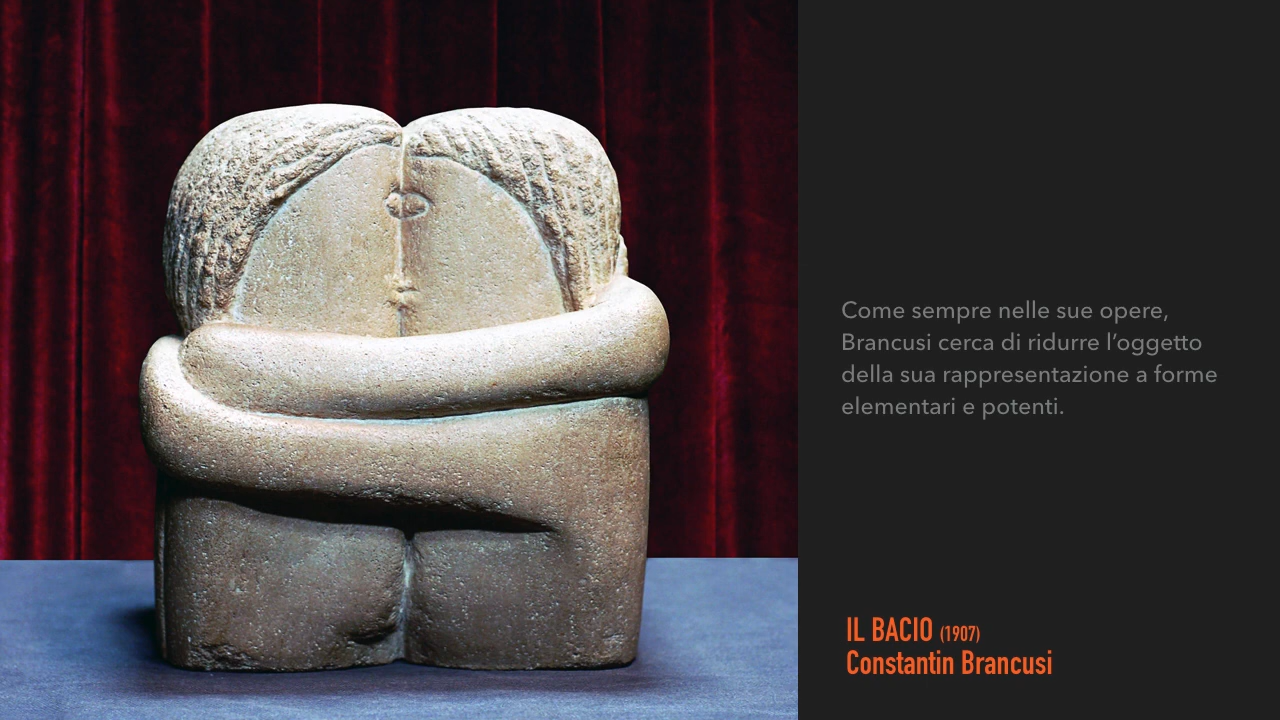 Come sempre nelle sue opere,
Brancusi cerca di ridurre l’oggetto
della sua rappresentazione a forme
elementari e potenti.
IL BACIO (1907)
Constantin Brancusi